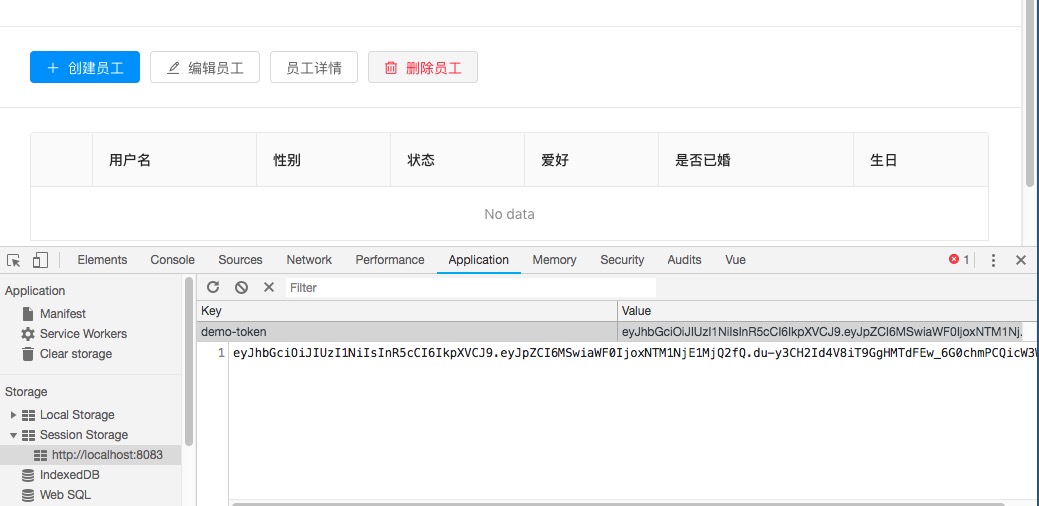 创建员工 编辑员工 员工详情 删除员工
用户名 性别 状态 爱好 是否已婚 生日
No data
Elements Console Sources Network Performance Application Memory Security Audits Vue 1
Application
Manifest
Service Workers
Clear storage
Storage
Local Storage
Session Storage
http://localhost:8083
IndexedDB
Web SQL
Filter
Key Value
demo-token eyJhbGciOiJIUzI1NiIsInR5cCI6IkpXVCJ9.eyJpZCI6MSwiaWF0IjoxNTM1Nj.
1 eyJhbGciOiJIUzI1NiIsInR5cCI6IkpXVCJ9.eyJpZCI6MSwiaWF0IjoxNTM1NjE1MjQ2fQ.du-y3CH2Id4V8iT9GgHMTdFEw_6G0chmPCQicW3